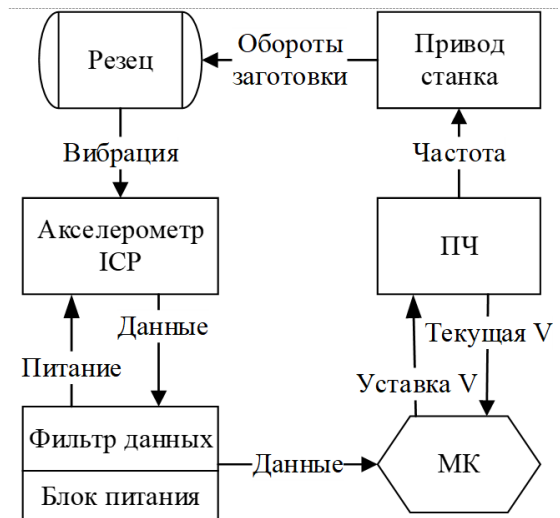 Резец
Обороты
заготовки
Привод
станка
Вибрация
Частота
Акселерометр
ICP
ПЧ
Данные
Текущая V
Питание
Уставка V
Фильтр данных
Данные
МК
Блок питания